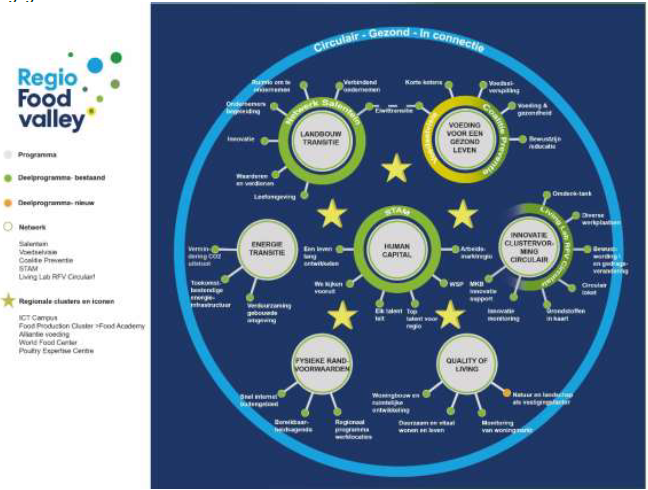 Regio
Food
valley
Programma
Deelprogramma- bestaand
Deelprogramma- nieuw
Netwerk
Salentein
Voedselvisie
Coalitie Preventie
STAM
Living Lab RFV Circulair!
Regionale clusters en iconen
ICT Campus
Food Production Cluster >Food Academy
Alliantie voeding
World Food Center
Poultry Expertise Centre
Circulair - Gezond - In connectie
Ruimte om te
ondernemen
Verbindend
ondernemen
Ondernemers
begeleiding
Innovatie
Waarderen
en verdienen
Leefomgeving
Eiwittransitie
Netwerk Salentein
LANDBOUW
TRANSITIE
Korte-ketens
Voedsel-
verspilling
Voeding &
gezondheid
Bewustzijn
/educatie
Coalitie Preventie
VOEDING
VOOR EEN
GEZOND
LEVEN
ENERGIE
TRANSITIE
Vermin-
dering CO2
uitstoot
Toekomst-
bestendige
energie-
infrastructuur
Verduurzaming
gebouwde
omgeving
STAM
HUMAN
CAPITAL
Een leven
lang
ontwikkelen
We kijken
vooruit
Elk talent
telt
Top
talent voor
regio
WSP
Arbeids-
marktregio
Living Lab RFV Circulair
INNOVATIE
CLUSTERVOR-
MING
CIRCULAIR
Omdenk-tank
Diverse
werkplaatsen
Bewust-
wording-
en gedrags-
verandering
Circulair
loket
Grondstoffen
in kaart
Innovatie
monitoring
MKB
innovatie
support
FYSIEKE RAND-
VOORWAARDEN
Snel internet
buitengebied
Bereikbaar-
heidsagenda
Regionaal
programma
werklocaties
QUALITY OF
LIVING
Woningbouw en
ruimtelijke
ontwikkeling
Duurzaam en vitaal
wonen en leven
Monitoring
van woningmarkt
Natuur en landschap
als vestigingsfactor